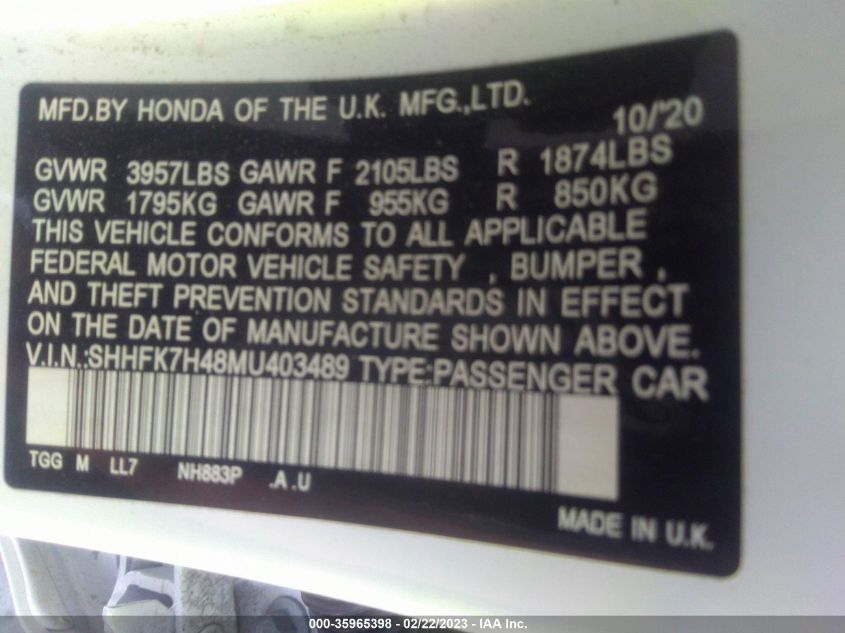 MFD.BY HONDA OF THE U.K. MFG.,LTD. 10/'20
GVWR 3957LBS GAWR F 2105LBS R 1874LBS
GVWR 1795KG GAWR F 955KG R 850KG
THIS VEHICLE CONFORMS TO ALL APPLICABLE
FEDERAL MOTOR VEHICLE SAFETY , BUMPER ,
AND THEFT PREVENTION STANDARDS IN EFFECT
ON THE DATE OF MANUFACTURE SHOWN ABOVE.
V.I.N.:SHHFK7H48MU403489 TYPE:PASSENGER CAR
TGG M LL7 NH883P .A .U
MADE IN U.K.
000-35965398 - 02/22/2023 - IAA Inc.